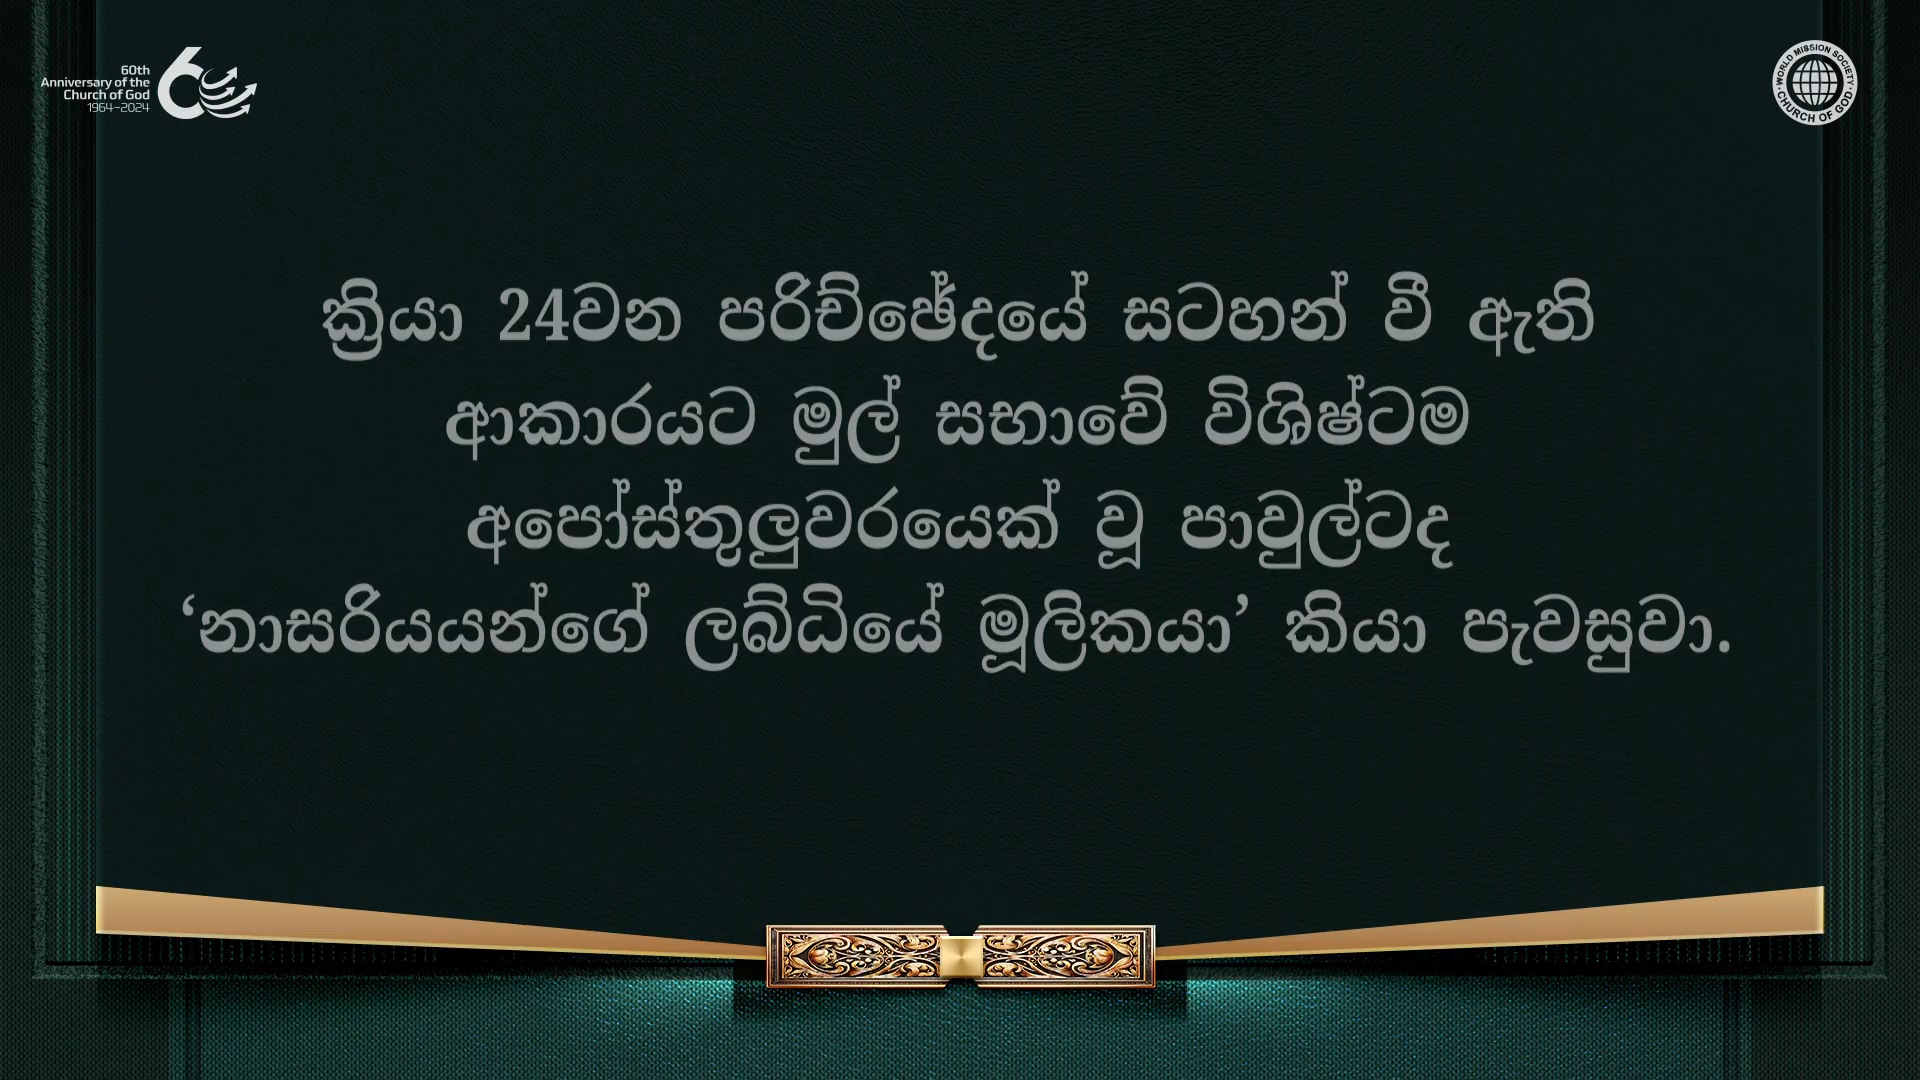 60th
Anniversary of the
Church of God
1964–2024
WORLD MISSION SOCIETY
CHURCH OF GOD
ක්‍රියා 24වන පරිච්ඡේදයේ සටහන් වී ඇති
ආකාරයට මුල් සභාවේ විශිෂ්ටම
අපෝස්තුලුවරයෙක් වූ පාවුල්ටද
‘නාසරියයන්ගේ ලබ්ධියේ මූලිකයා’ කියා පැවසුවා.